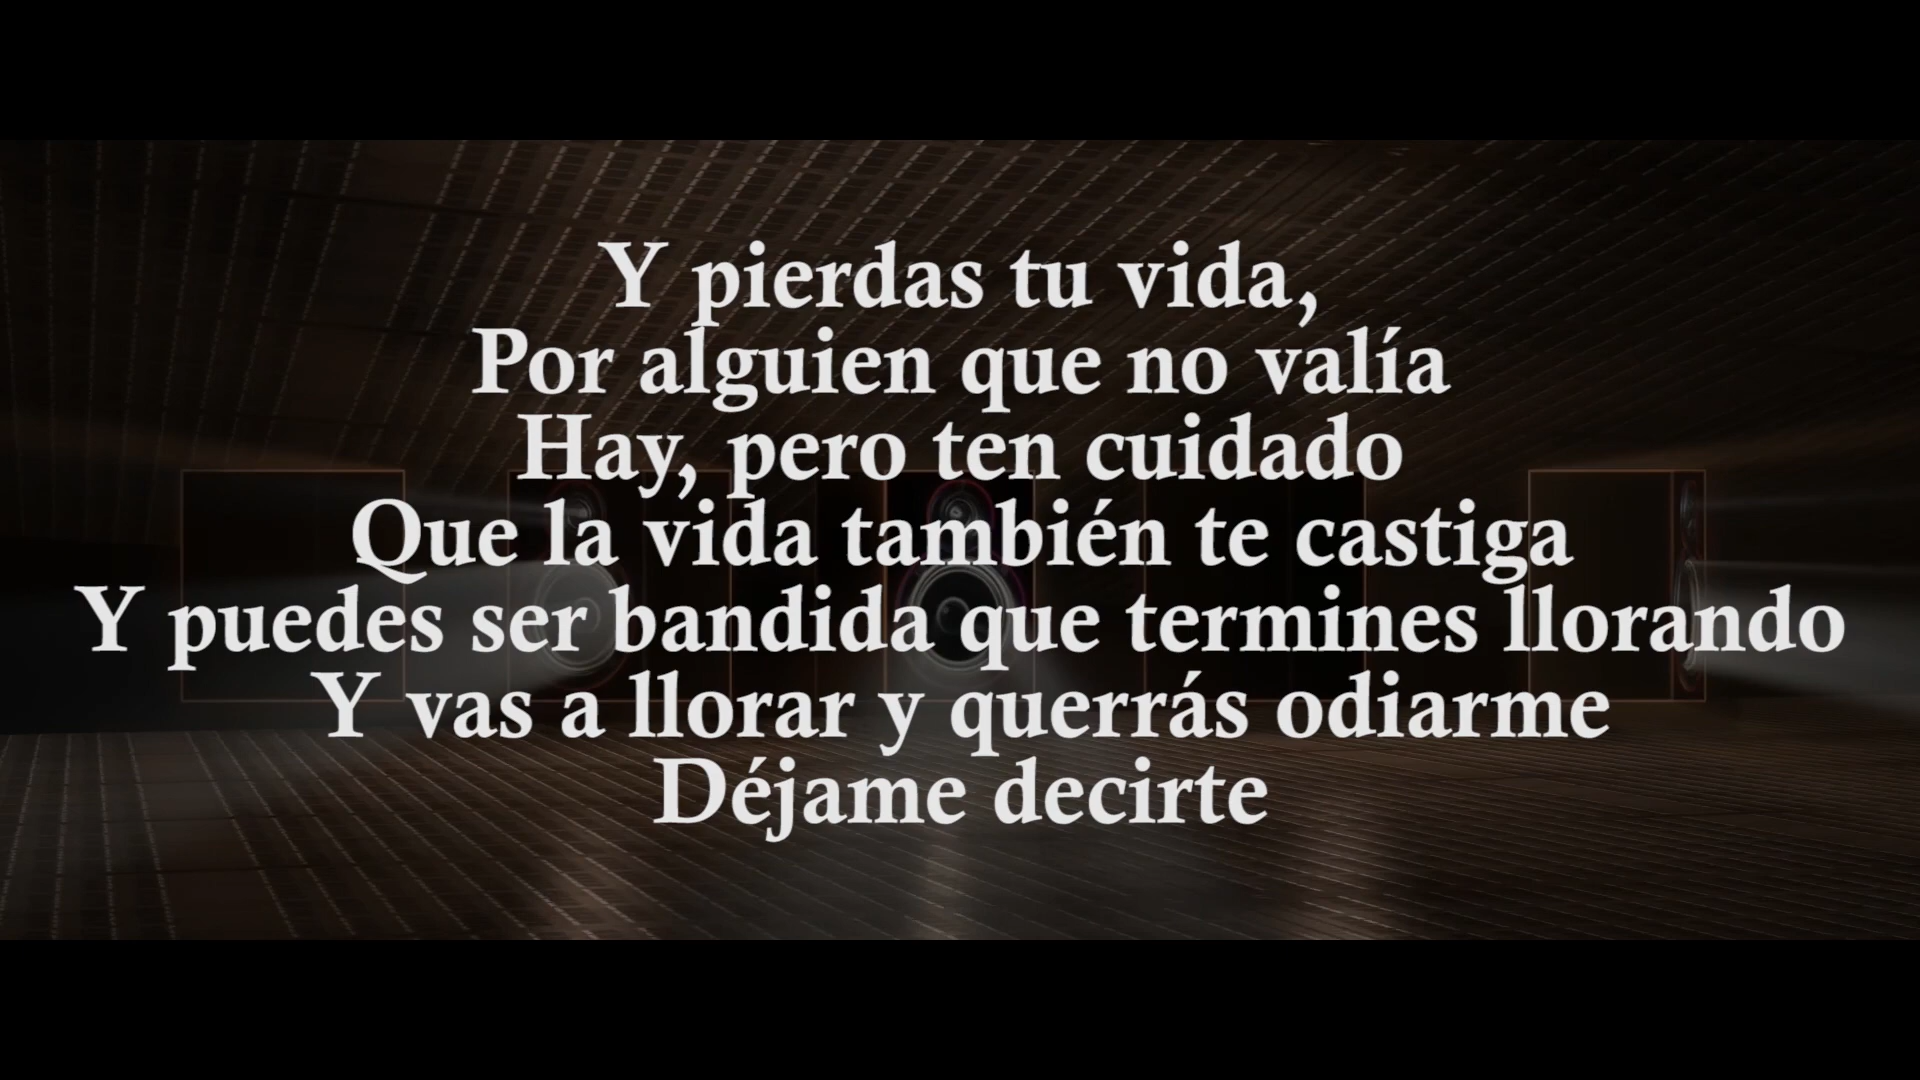 Y pierdas tu vida,
Por alguien que no valía
Hay, pero ten cuidado
Que la vida también te castiga
Y puedes ser bandida que termines llorando
Y vas a llorar y querrás odiarme
Déjame decirte